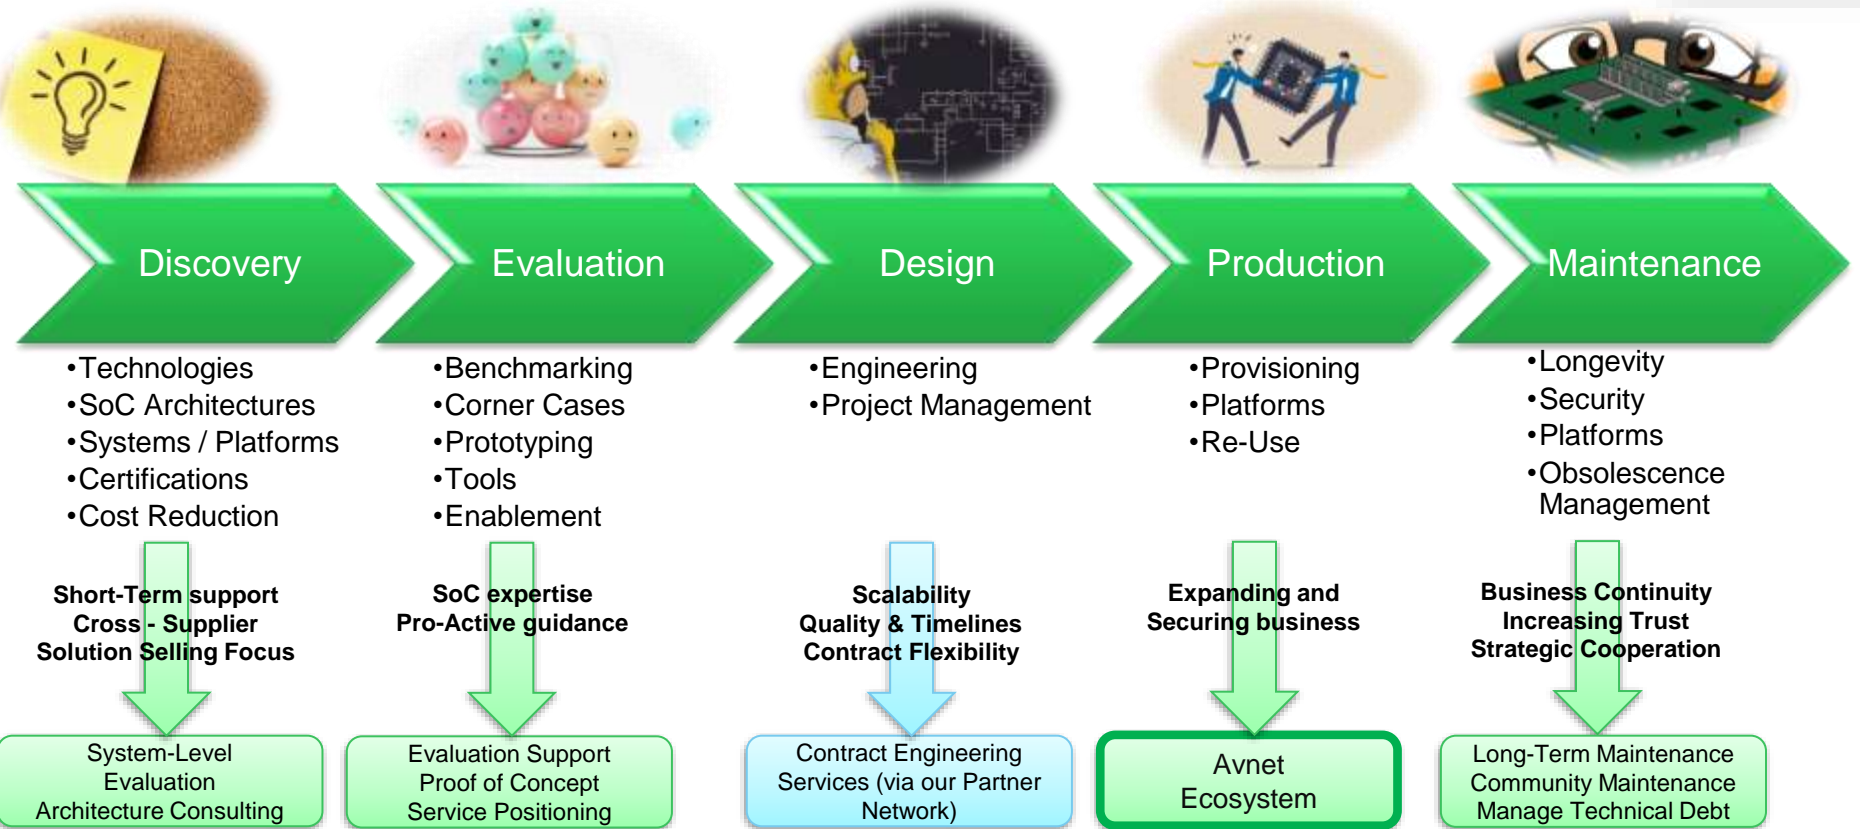 Discovery
Evaluation
Design
Production
Maintenance
•Technologies
•SoC Architectures
•Systems / Platforms
•Certifications
•Cost Reduction
•Benchmarking
•Corner Cases
•Prototyping
•Tools
•Enablement
•Engineering
•Project Management
•Provisioning
•Platforms
•Re-Use
•Longevity
•Security
•Platforms
•Obsolescence
Management
Short-Term support
Cross - Supplier
Solution Selling Focus
SoC expertise
Pro-Active guidance
Scalability
Quality & Timelines
Contract Flexibility
Expanding and
Securing business
Business Continuity
Increasing Trust
Strategic Cooperation
System-Level
Evaluation
Architecture Consulting
Evaluation Support
Proof of Concept
Service Positioning
Contract Engineering
Services (via our Partner
Network)
Avnet
Ecosystem
Long-Term Maintenance
Community Maintenance
Manage Technical Debt